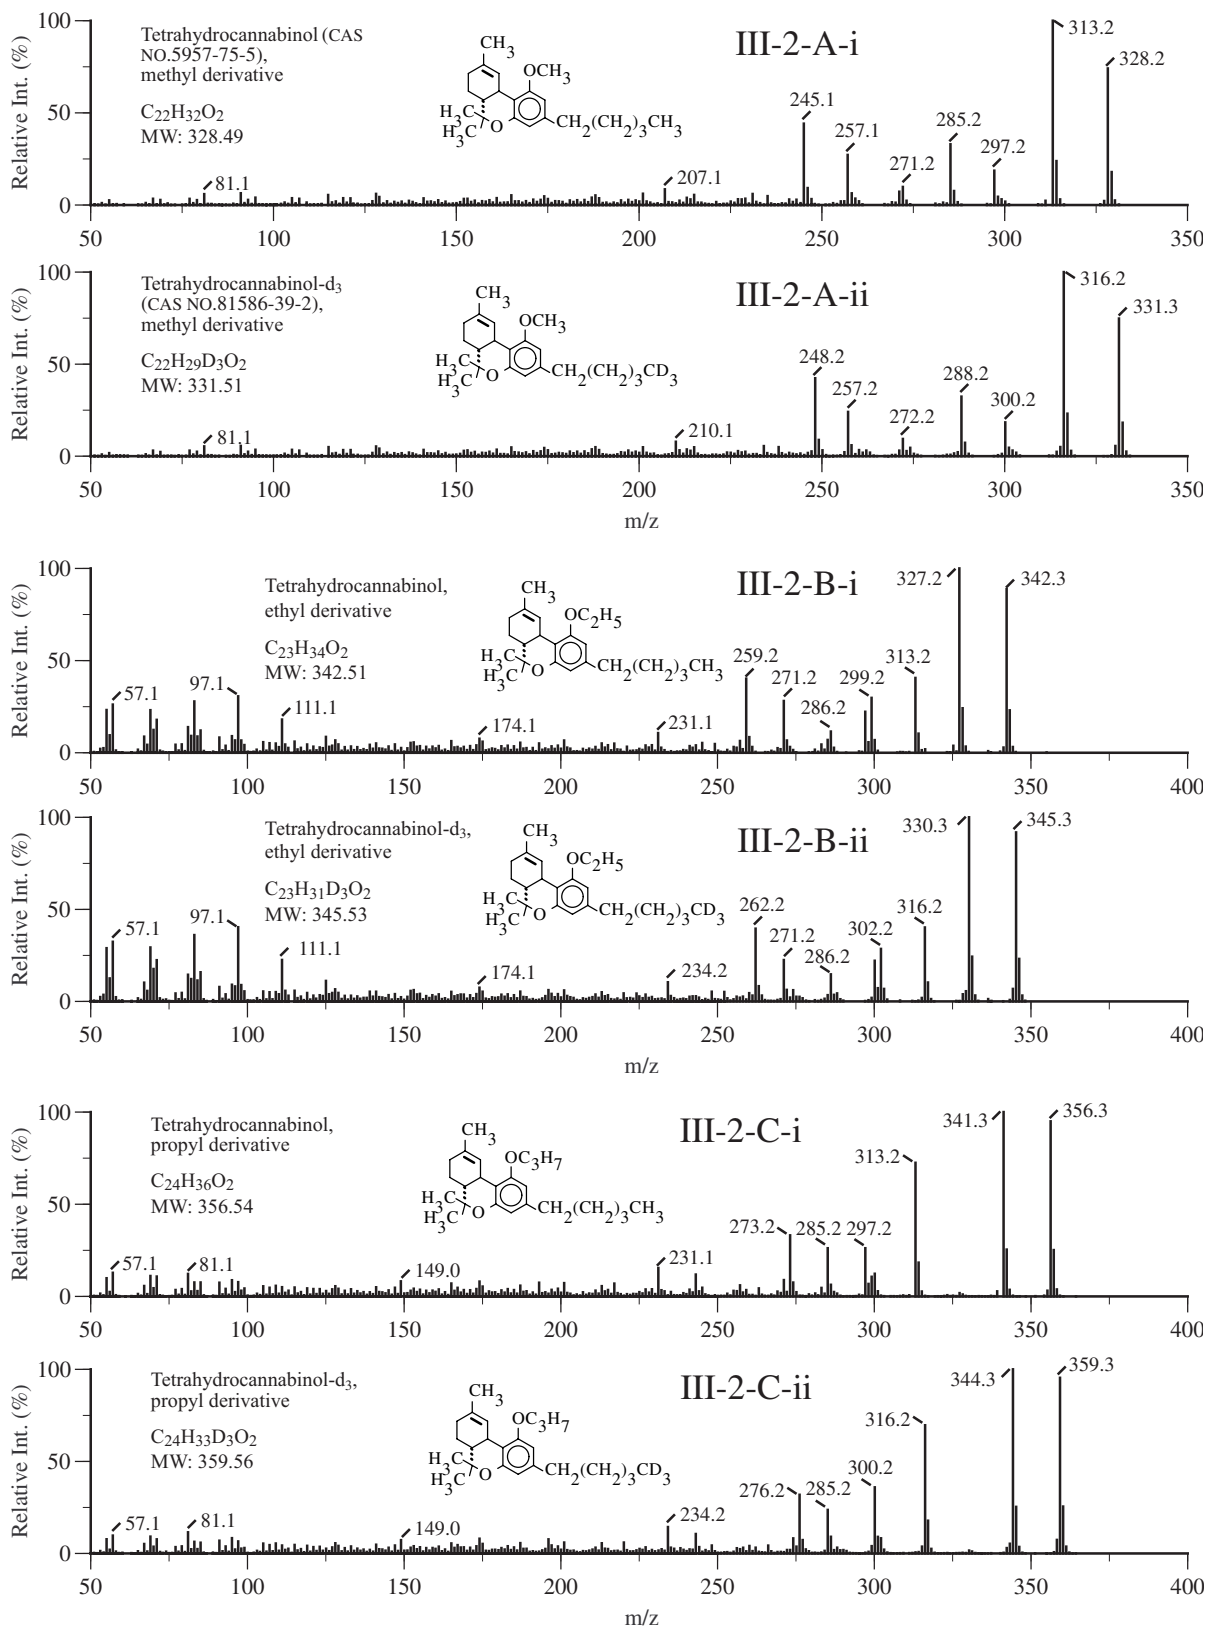 III-2-A-i
Relative Int. (%)
100
50
0
Tetrahydrocannabinol (CAS
NO.5957-75-5),
methyl derivative
C22H32O2
MW: 328.49
CH3
OCH3
H3C
H3C
O
CH2(CH2)3CH3
81.1
207.1
245.1
257.1
271.2
285.2
297.2
313.2
328.2
50 100 150 200 250 300 350
III-2-A-ii
Relative Int. (%)
100
50
0
Tetrahydrocannabinol-d3
(CAS NO.81586-39-2),
methyl derivative
C22H29D3O2
MW: 331.51
CH3
OCH3
H3C
H3C
O
CH2(CH2)3CD3
81.1
210.1
248.2
257.2
272.2
288.2
300.2
316.2
331.3
50 100 150 200 250 300 350
m/z
III-2-B-i
Relative Int. (%)
100
50
0
Tetrahydrocannabinol,
ethyl derivative
C23H34O2
MW: 342.51
CH3
OC2H5
H3C
H3C
O
CH2(CH2)3CH3
57.1
97.1
111.1
174.1
231.1
259.2
271.2
286.2
299.2
313.2
327.2
342.3
50 100 150 200 250 300 350 400
III-2-B-ii
Relative Int. (%)
100
50
0
Tetrahydrocannabinol-d3,
ethyl derivative
C23H31D3O2
MW: 345.53
CH3
OC2H5
H3C
H3C
O
CH2(CH2)3CD3
57.1
97.1
111.1
174.1
234.2
262.2
271.2
286.2
302.2
316.2
330.3
345.3
50 100 150 200 250 300 350 400
m/z
III-2-C-i
Relative Int. (%)
100
50
0
Tetrahydrocannabinol,
propyl derivative
C24H36O2
MW: 356.54
CH3
OC3H7
H3C
H3C
O
CH2(CH2)3CH3
57.1
81.1
149.0
231.1
273.2
285.2
297.2
313.2
341.3
356.3
50 100 150 200 250 300 350 400
III-2-C-ii
Relative Int. (%)
100
50
0
Tetrahydrocannabinol-d3,
propyl derivative
C24H33D3O2
MW: 359.56
CH3
OC3H7
H3C
H3C
O
CH2(CH2)3CD3
57.1
81.1
149.0
234.2
276.2
285.2
300.2
316.2
344.3
359.3
50 100 150 200 250 300 350 400
m/z